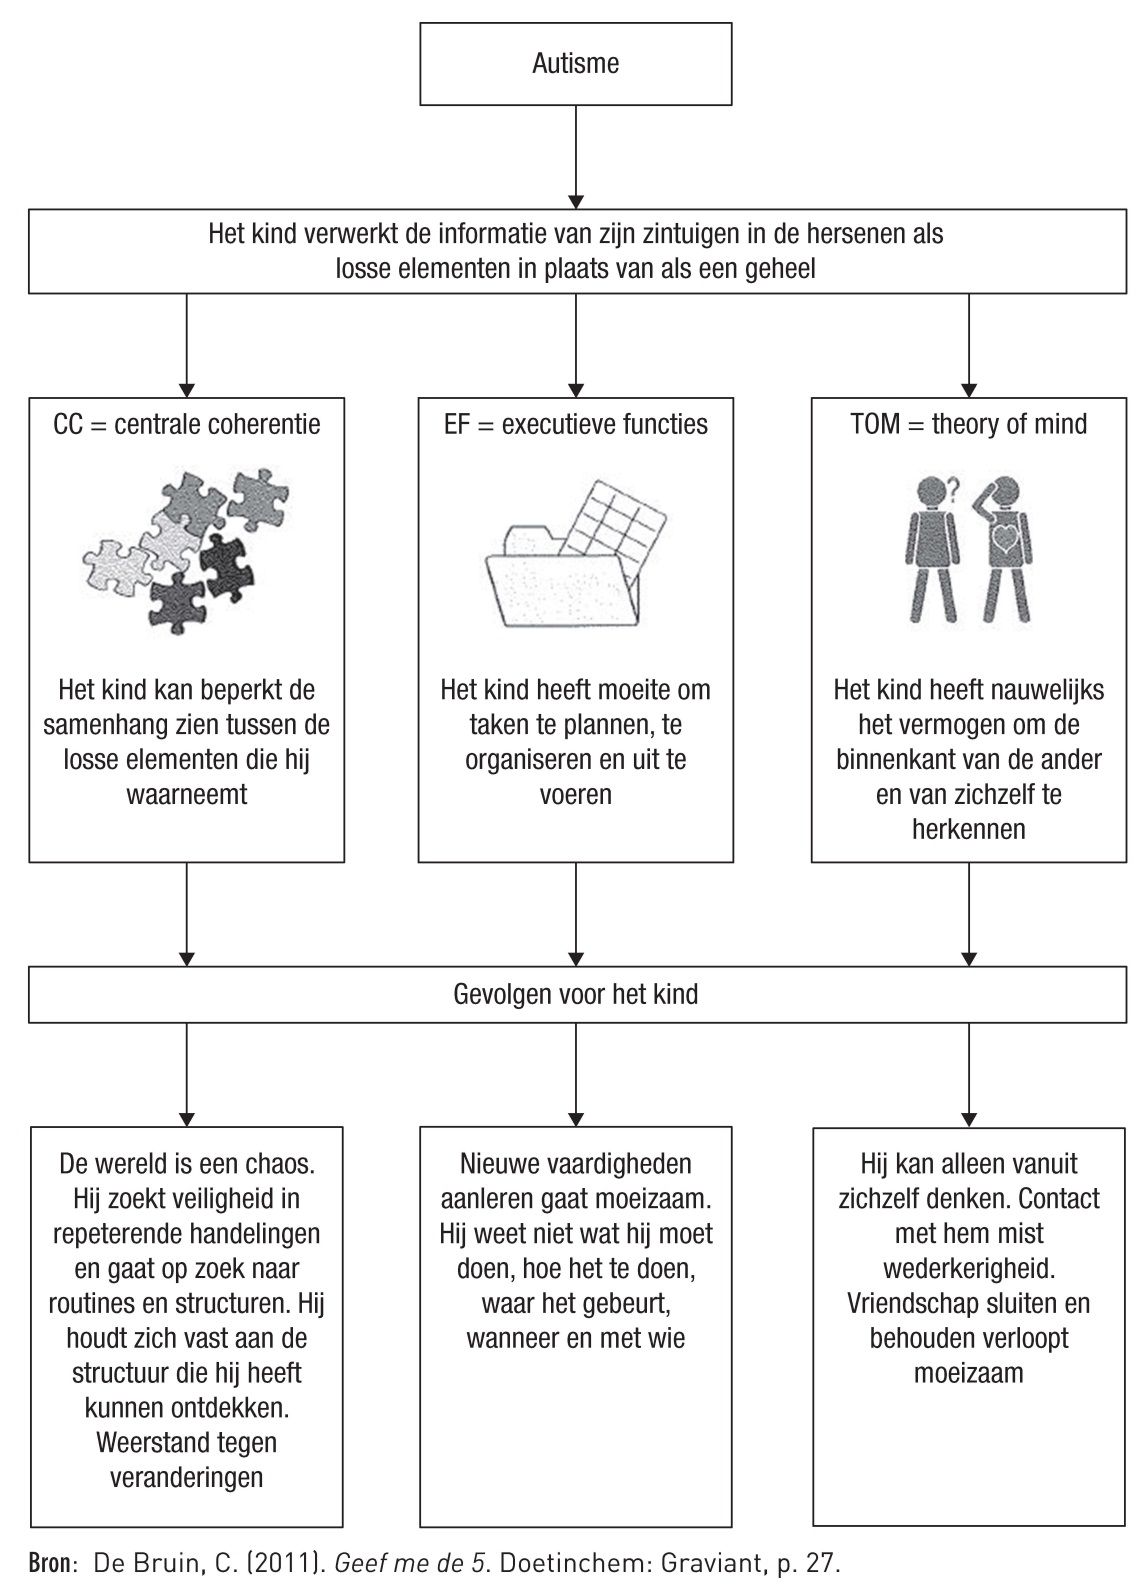 Autisme
Het kind verwerkt de informatie van zijn zintuigen in de hersenen als
losse elementen in plaats van als een geheel
CC = centrale coherentie
Het kind kan beperkt de
samenhang zien tussen de
losse elementen die hij
waarneemt
EF = executieve functies
Het kind heeft moeite om
taken te plannen, te
organiseren en uit te
voeren
TOM = theory of mind
?
Het kind heeft nauwelijks
het vermogen om de
binnenkant van de ander
en van zichzelf te
herkennen
Gevolgen voor het kind
De wereld is een chaos.
Hij zoekt veiligheid in
repeterende handelingen
en gaat op zoek naar
routines en structuren. Hij
houdt zich vast aan de
structuur die hij heeft
kunnen ontdekken.
Weerstand tegen
veranderingen
Nieuwe vaardigheden
aanleren gaat moeizaam.
Hij weet niet wat hij moet
doen, hoe het te doen,
waar het gebeurt,
wanneer en met wie
Hij kan alleen vanuit
zichzelf denken. Contact
met hem mist
wederkerigheid.
Vriendschap sluiten en
behouden verloopt
moeizaam
Bron: De Bruin, C. (2011). Geef me de 5. Doetinchem: Graviant, p. 27.